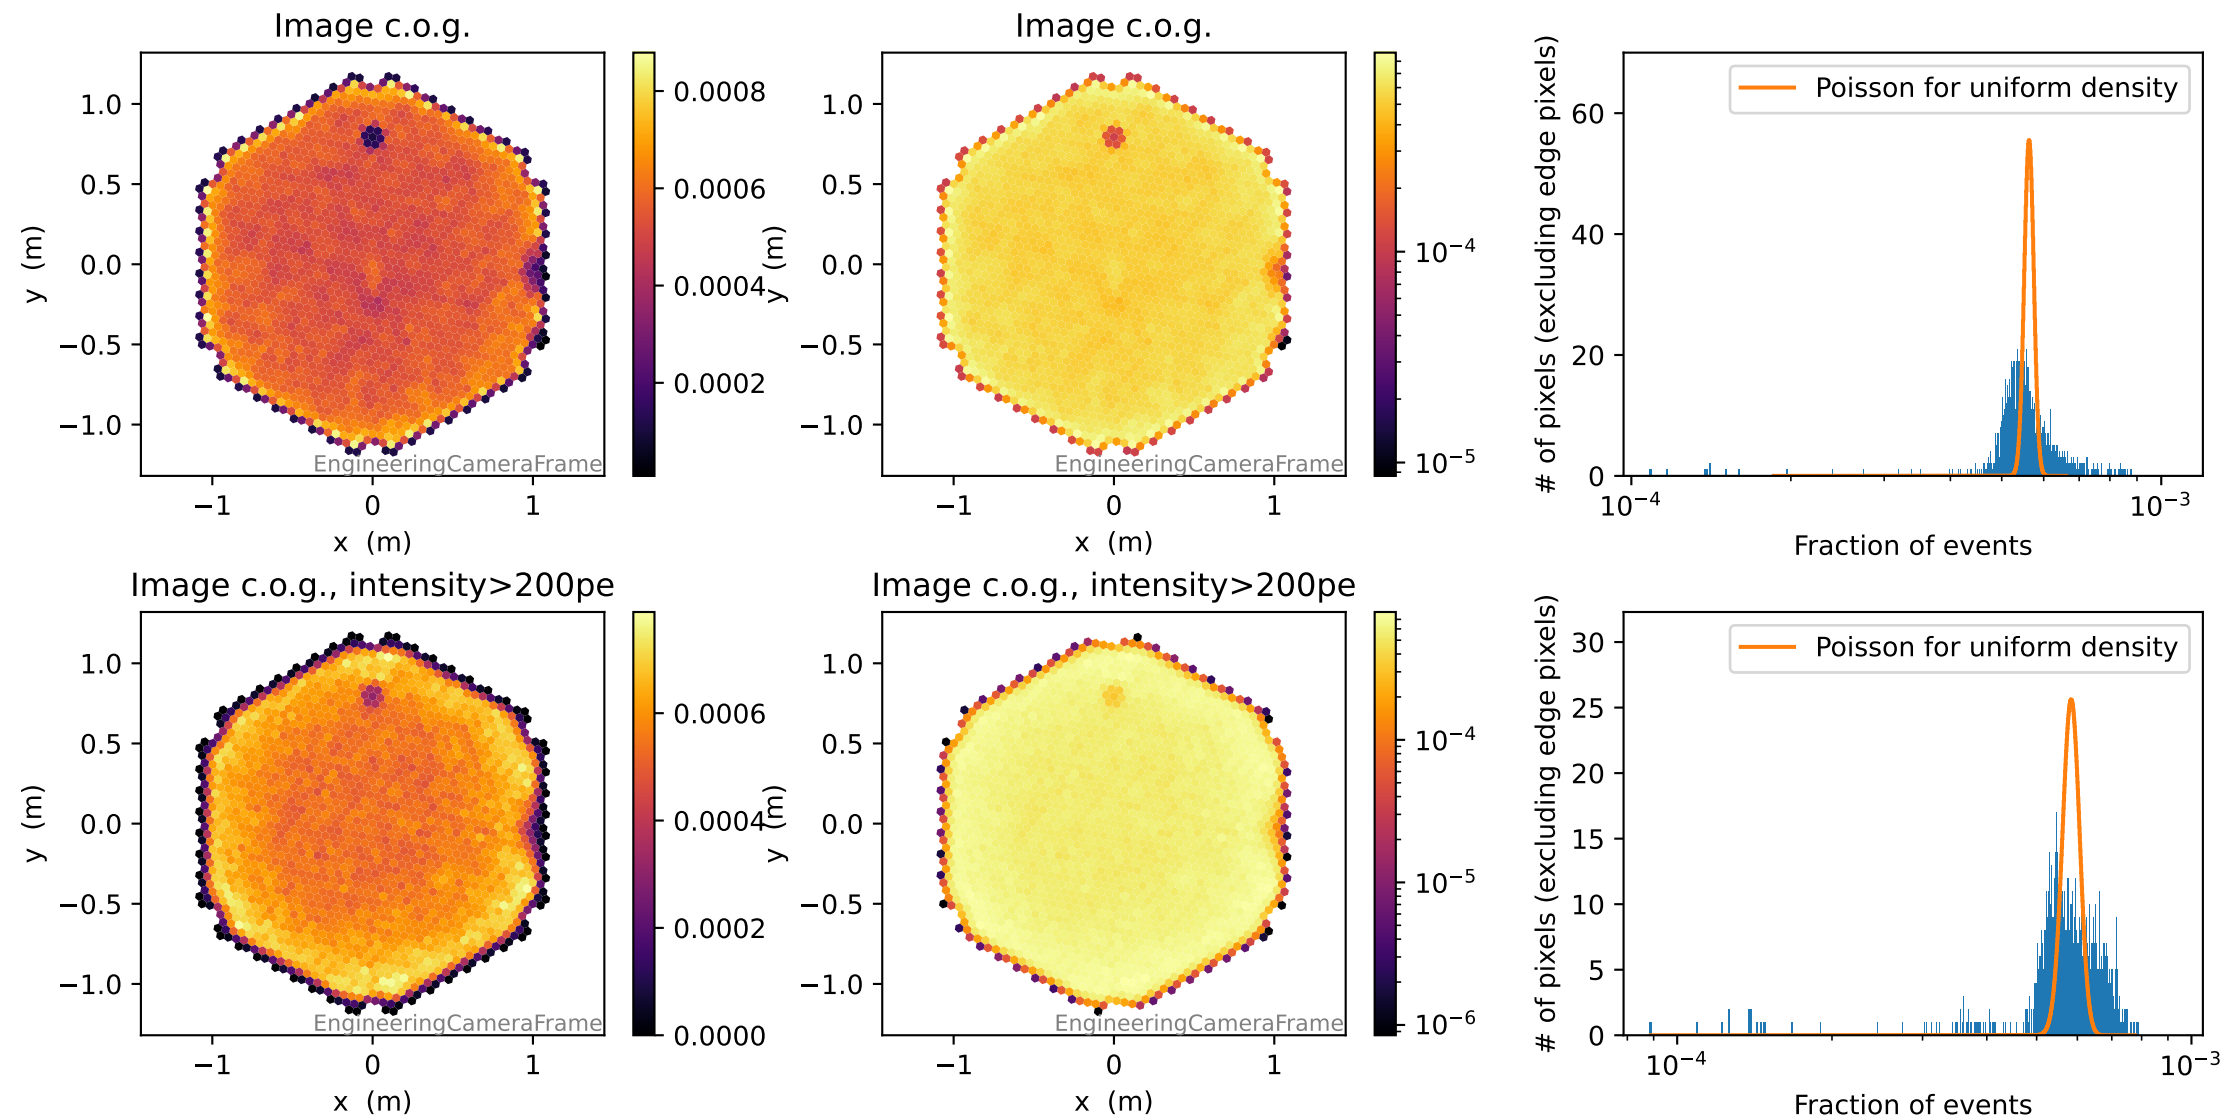 Image c.o.g.
1.0
0.5
0.0
−0.5
−1.0
y (m)
−1
0
1
x (m)
EngineeringCameraFrame
0.0008
0.0006
0.0004
0.0002
Image c.o.g.
1.0
0.5
0.0
−0.5
−1.0
y (m)
−1
0
1
x (m)
EngineeringCameraFrame
10⁻⁴
10⁻⁵
Poisson for uniform density
60
40
20
0
# of pixels (excluding edge pixels)
10⁻⁴
10⁻³
Fraction of events
Image c.o.g., intensity>200pe
1.0
0.5
0.0
−0.5
−1.0
y (m)
−1
0
1
x (m)
EngineeringCameraFrame
0.0006
0.0004
0.0002
0.0000
Image c.o.g., intensity>200pe
1.0
0.5
0.0
−0.5
−1.0
y (m)
−1
0
1
x (m)
EngineeringCameraFrame
10⁻⁴
10⁻⁵
10⁻⁶
Poisson for uniform density
30
25
20
15
10
5
0
# of pixels (excluding edge pixels)
10⁻⁴
10⁻³
Fraction of events